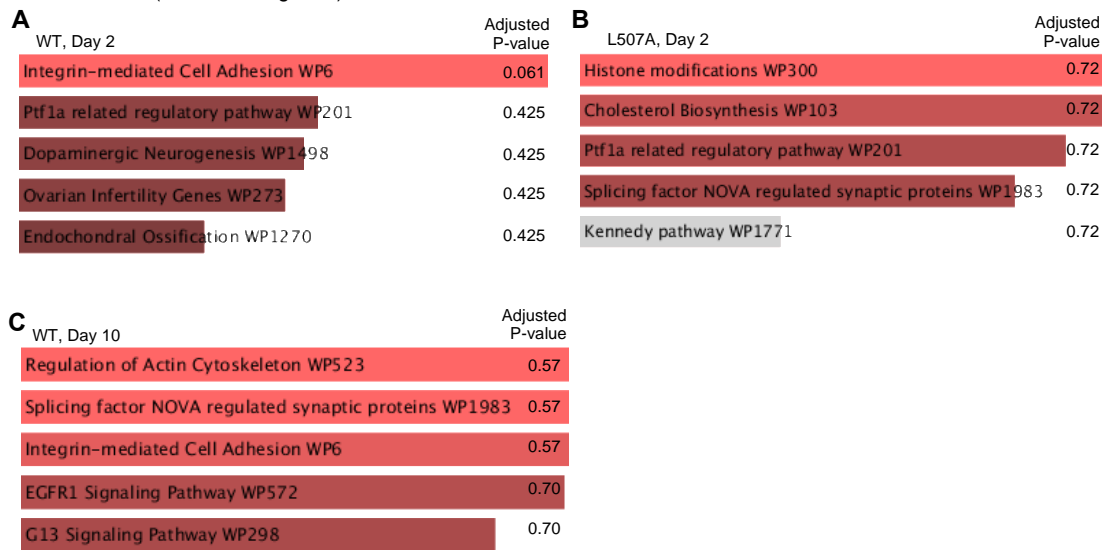 A
WT, Day 2
Adjusted
P-value
Integrin-mediated Cell Adhesion WP6 0.061
Ptf1a related regulatory pathway WP201 0.425
Dopaminergic Neurogenesis WP1498 0.425
Ovarian Infertility Genes WP273 0.425
Endochondral Ossification WP1270 0.425
B
L507A, Day 2
Adjusted
P-value
Histone modifications WP300 0.72
Cholesterol Biosynthesis WP103 0.72
Ptf1a related regulatory pathway WP201 0.72
Splicing factor NOVA regulated synaptic proteins WP1983 0.72
Kennedy pathway WP1771 0.72
C
WT, Day 10
Adjusted
P-value
Regulation of Actin Cytoskeleton WP523 0.57
Splicing factor NOVA regulated synaptic proteins WP1983 0.57
Integrin-mediated Cell Adhesion WP6 0.57
EGFR1 Signaling Pathway WP572 0.70
G13 Signaling Pathway WP298 0.70